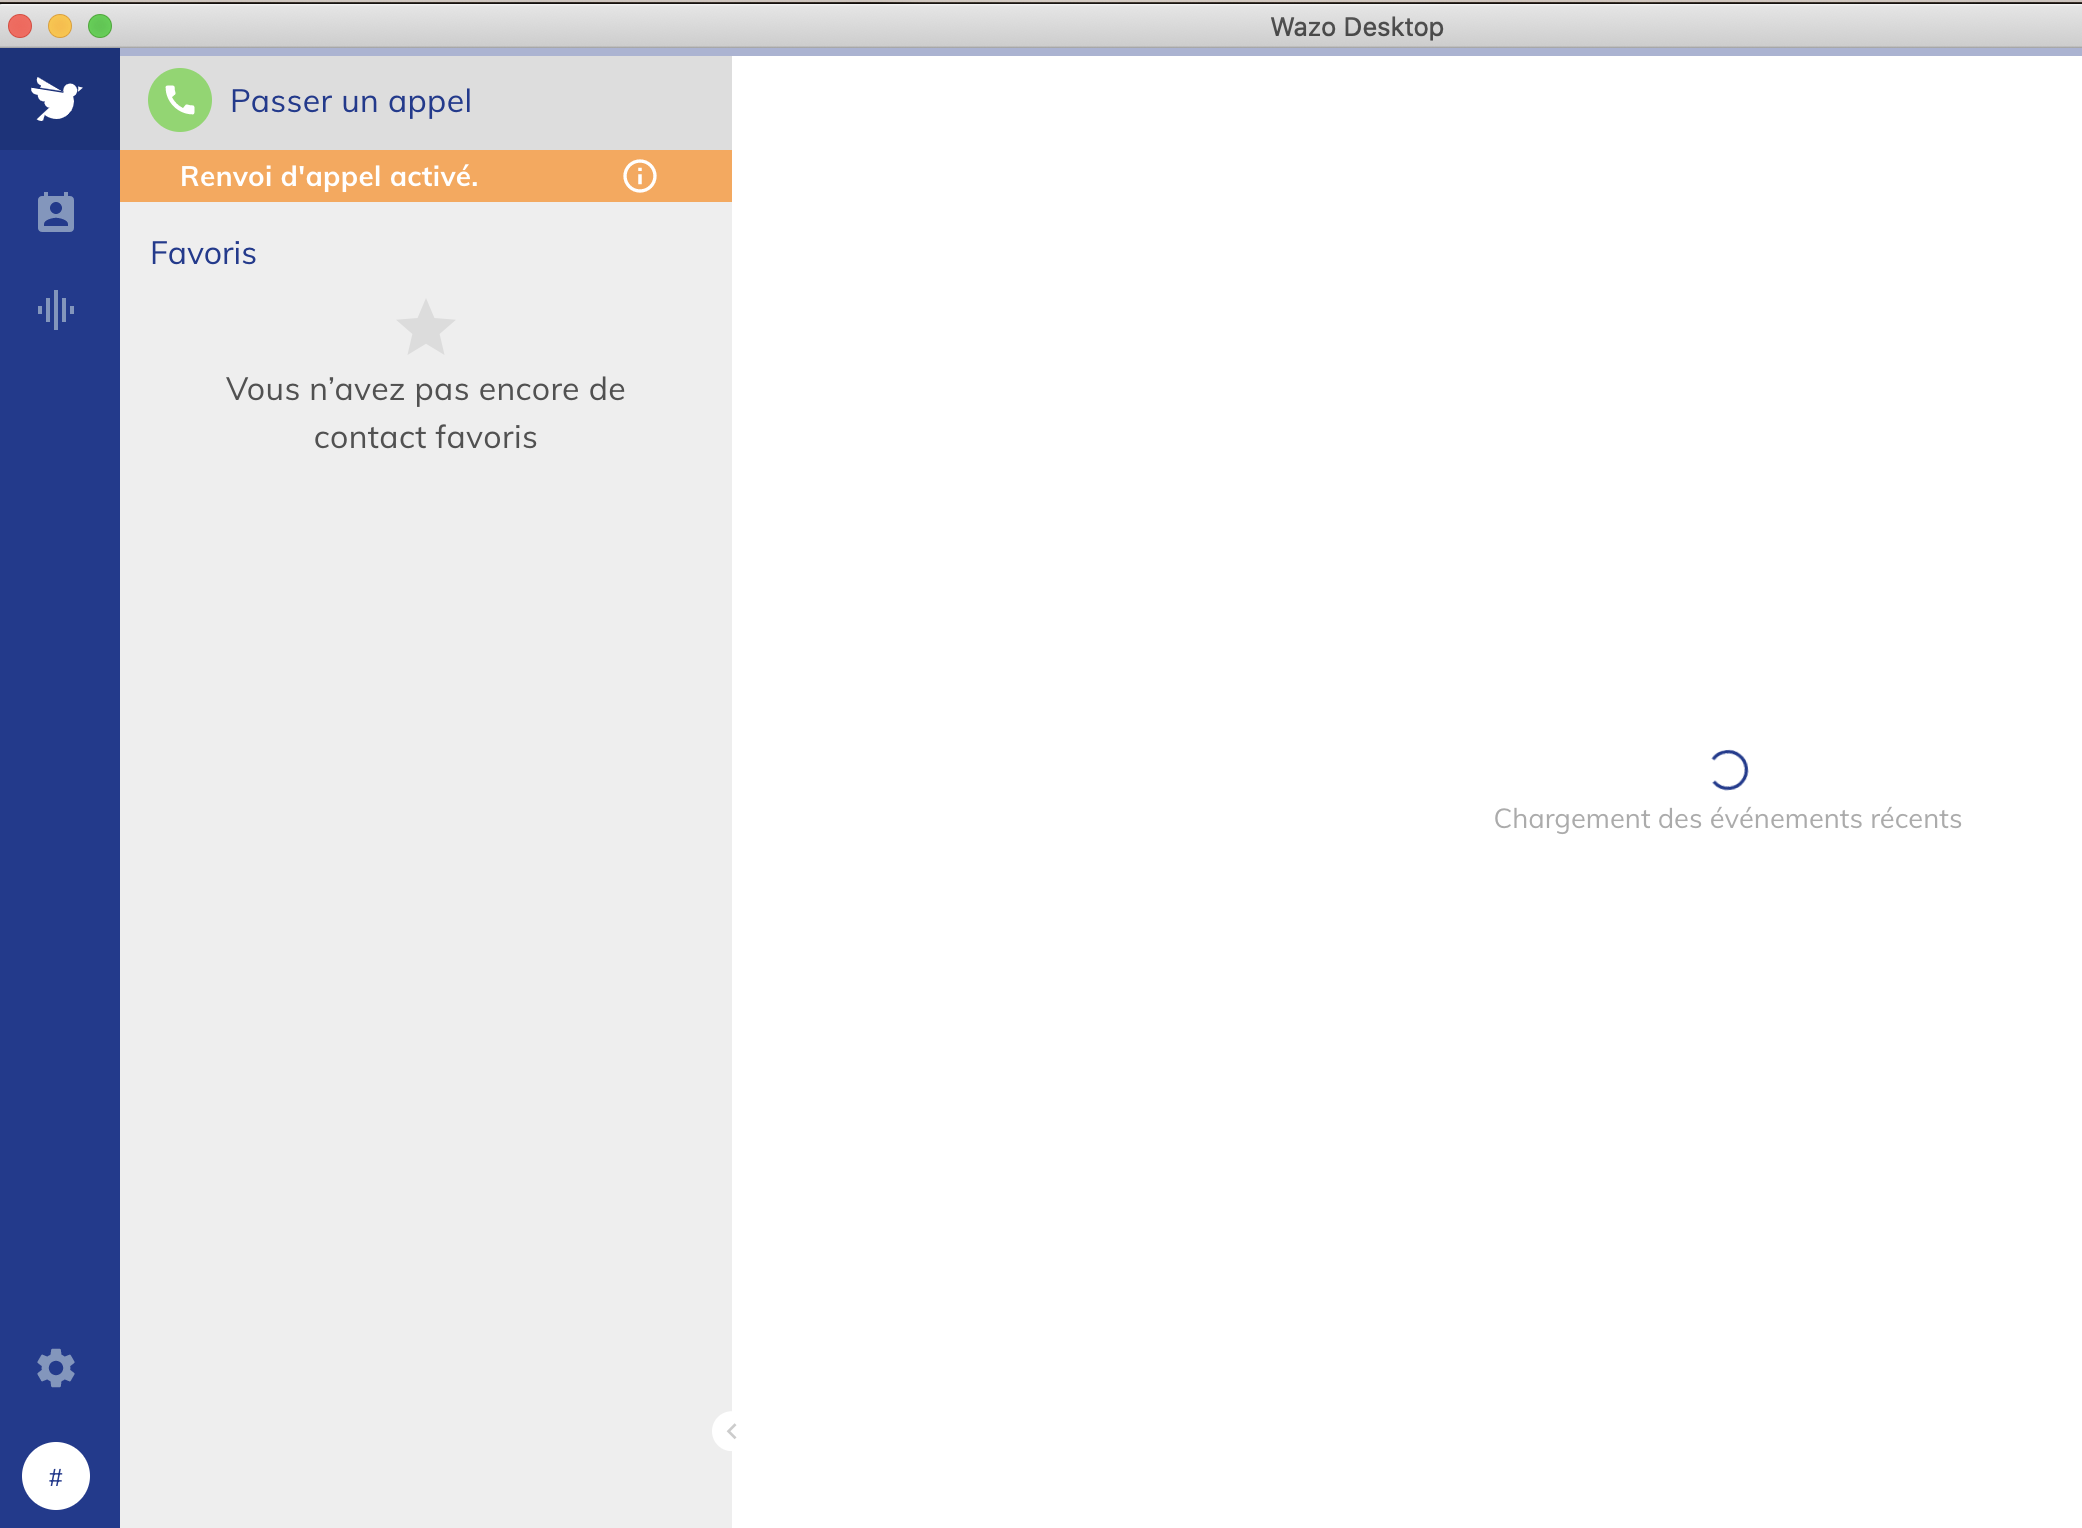 Wazo Desktop
Passer un appel
Renvoi d'appel activé.
Favoris
Vous n’avez pas encore de
contact favoris
Chargement des événements récents
#